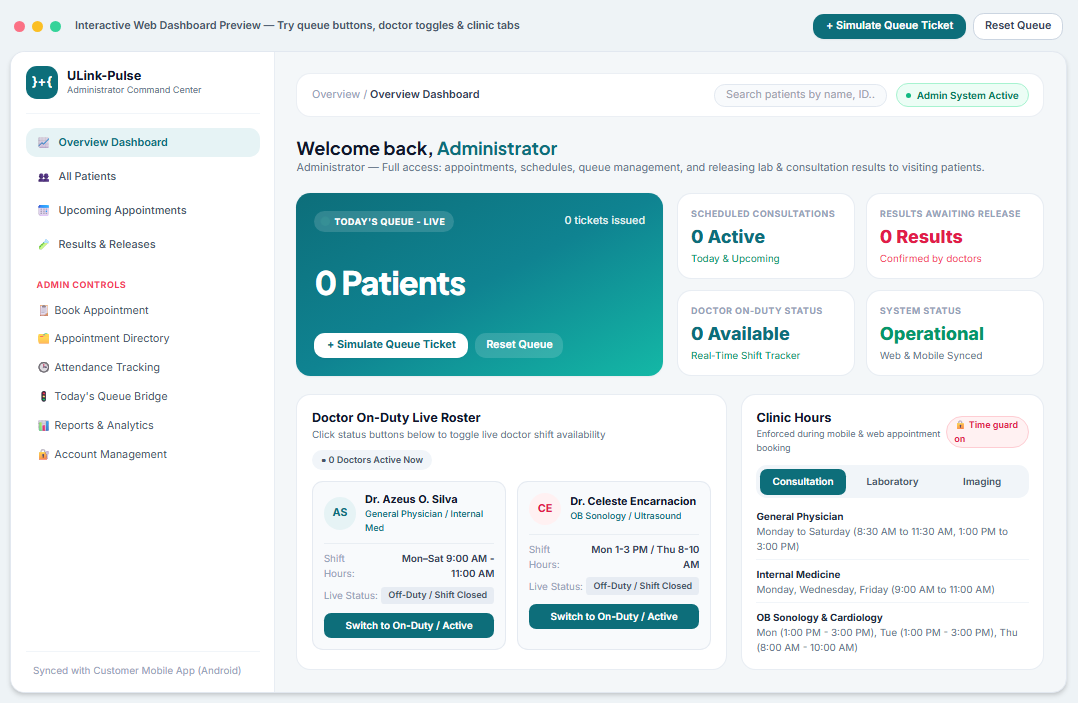 Interactive Web Dashboard Preview — Try queue buttons, doctor toggles & clinic tabs
+ Simulate Queue Ticket
Reset Queue
}+{
ULink-Pulse
Administrator Command Center
Overview Dashboard
All Patients
Upcoming Appointments
Results & Releases
ADMIN CONTROLS
Book Appointment
Appointment Directory
Attendance Tracking
Today's Queue Bridge
Reports & Analytics
Account Management
Synced with Customer Mobile App (Android)
Overview / Overview Dashboard
Search patients by name, ID..
Admin System Active
Welcome back, Administrator
Administrator — Full access: appointments, schedules, queue management, and releasing lab & consultation results to visiting patients.
TODAY'S QUEUE - LIVE
0 tickets issued
0 Patients
+ Simulate Queue Ticket
Reset Queue
SCHEDULED CONSULTATIONS
0 Active
Today & Upcoming
RESULTS AWAITING RELEASE
0 Results
Confirmed by doctors
DOCTOR ON-DUTY STATUS
0 Available
Real-Time Shift Tracker
SYSTEM STATUS
Operational
Web & Mobile Synced
Doctor On-Duty Live Roster
Click status buttons below to toggle live doctor shift availability
• 0 Doctors Active Now
AS
Dr. Azeus O. Silva
General Physician / Internal
Med
Shift
Hours:
Mon–Sat 9:00 AM -
11:00 AM
Live Status:
Off-Duty / Shift Closed
Switch to On-Duty / Active
CE
Dr. Celeste Encarnacion
OB Sonology / Ultrasound
Shift
Hours:
Mon 1-3 PM / Thu 8-10
AM
Live Status:
Off-Duty / Shift Closed
Switch to On-Duty / Active
Clinic Hours
Enforced during mobile & web appointment
booking
Time guard
on
Consultation
Laboratory
Imaging
General Physician
Monday to Saturday (8:30 AM to 11:30 AM, 1:00 PM to
3:00 PM)
Internal Medicine
Monday, Wednesday, Friday (9:00 AM to 11:00 AM)
OB Sonology & Cardiology
Mon (1:00 PM - 3:00 PM), Tue (1:00 PM - 3:00 PM), Thu
(8:00 AM - 10:00 AM)